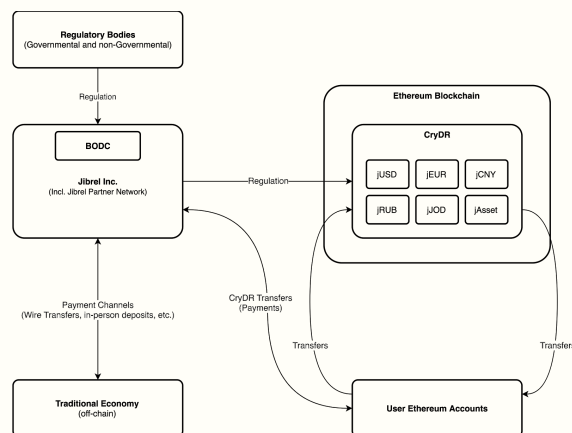 Regulatory Bodies
(Governmental and non-Governmental)
Regulation
Ethereum Blockchain
CryDR
BODC
Jibrel Inc.
(Incl. Jibrel Partner Network)
Regulation
jUSD
jEUR
jCNY
jRUB
jJOD
jAsset
Payment Channels
(Wire Transfers, in-person deposits, etc.)
CryDR Transfers
(Payments)
Transfers
Transfers
Traditional Economy
(off-chain)
User Ethereum Accounts